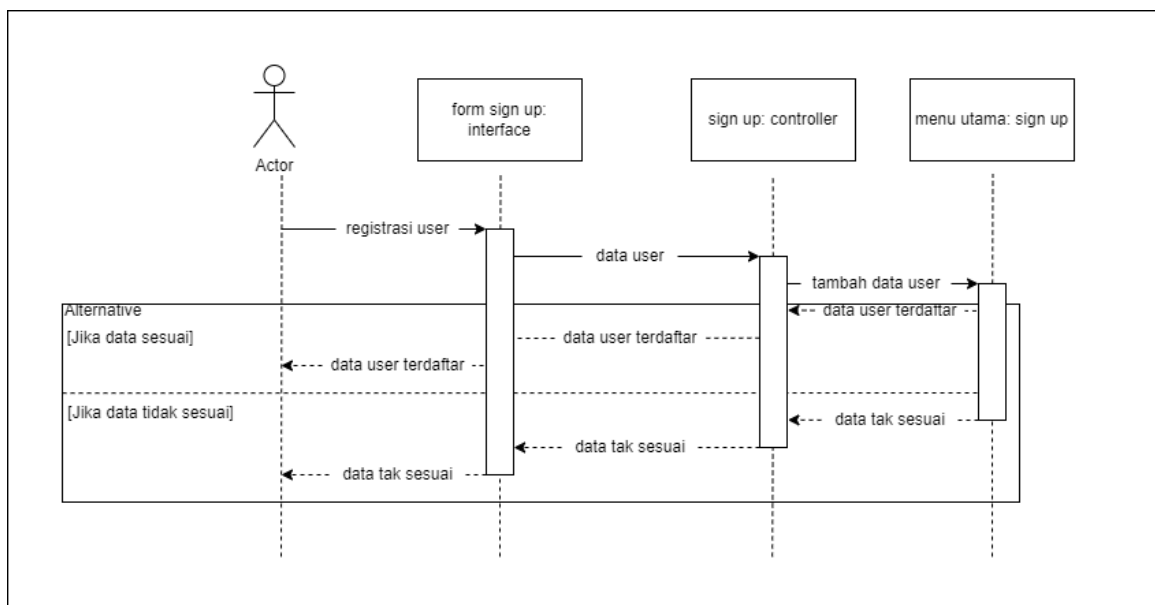 form sign up:
interface
sign up: controller
menu utama: sign up
Actor
registrasi user
data user
tambah data user
Alternative
data user terdaftar
[Jika data sesuai]
data user terdaftar
data user terdaftar
[Jika data tidak sesuai]
data tak sesuai
data tak sesuai
data tak sesuai